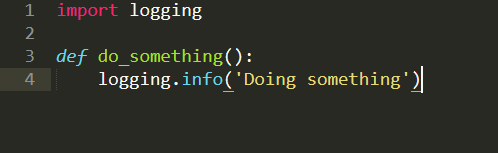 1 import logging
2
3 def do_something():
4     logging.info('Doing something')